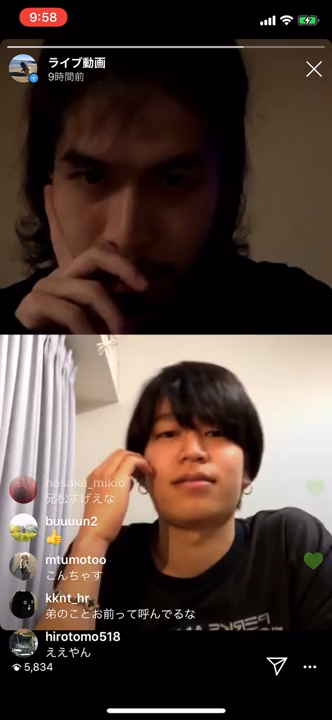 9:58
ライブ動画
9時間前
hosaka_mikio
兄松すげえな
buuuun2
👍
mtumotoo
こんちゃす
kknt_hr
弟のことお前って呼んでるな
hirotomo518
ええやん
5,834